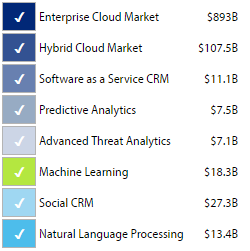 Enterprise Cloud Market $893B
Hybrid Cloud Market $107.5B
Software as a Service CRM $11.1B
Predictive Analytics $7.5B
Advanced Threat Analytics $7.1B
Machine Learning $18.3B
Social CRM $27.3B
Natural Language Processing $13.4B